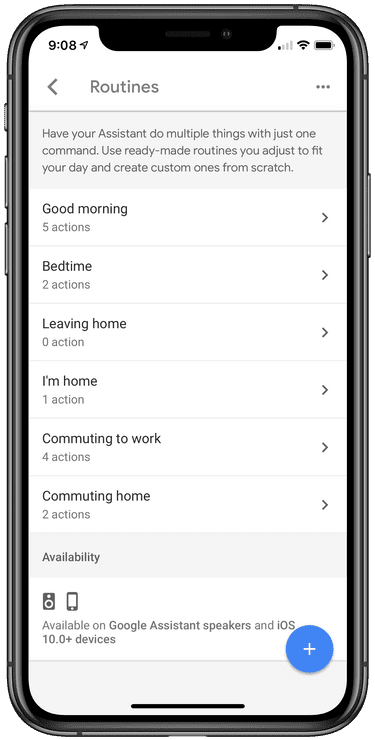 9:08
Routines
Have your Assistant do multiple things with just one
command. Use ready-made routines you adjust to fit
your day and create custom ones from scratch.
Good morning
5 actions
Bedtime
2 actions
Leaving home
0 action
I'm home
1 action
Commuting to work
4 actions
Commuting home
2 actions
Availability
Available on Google Assistant speakers and iOS
10.0+ devices